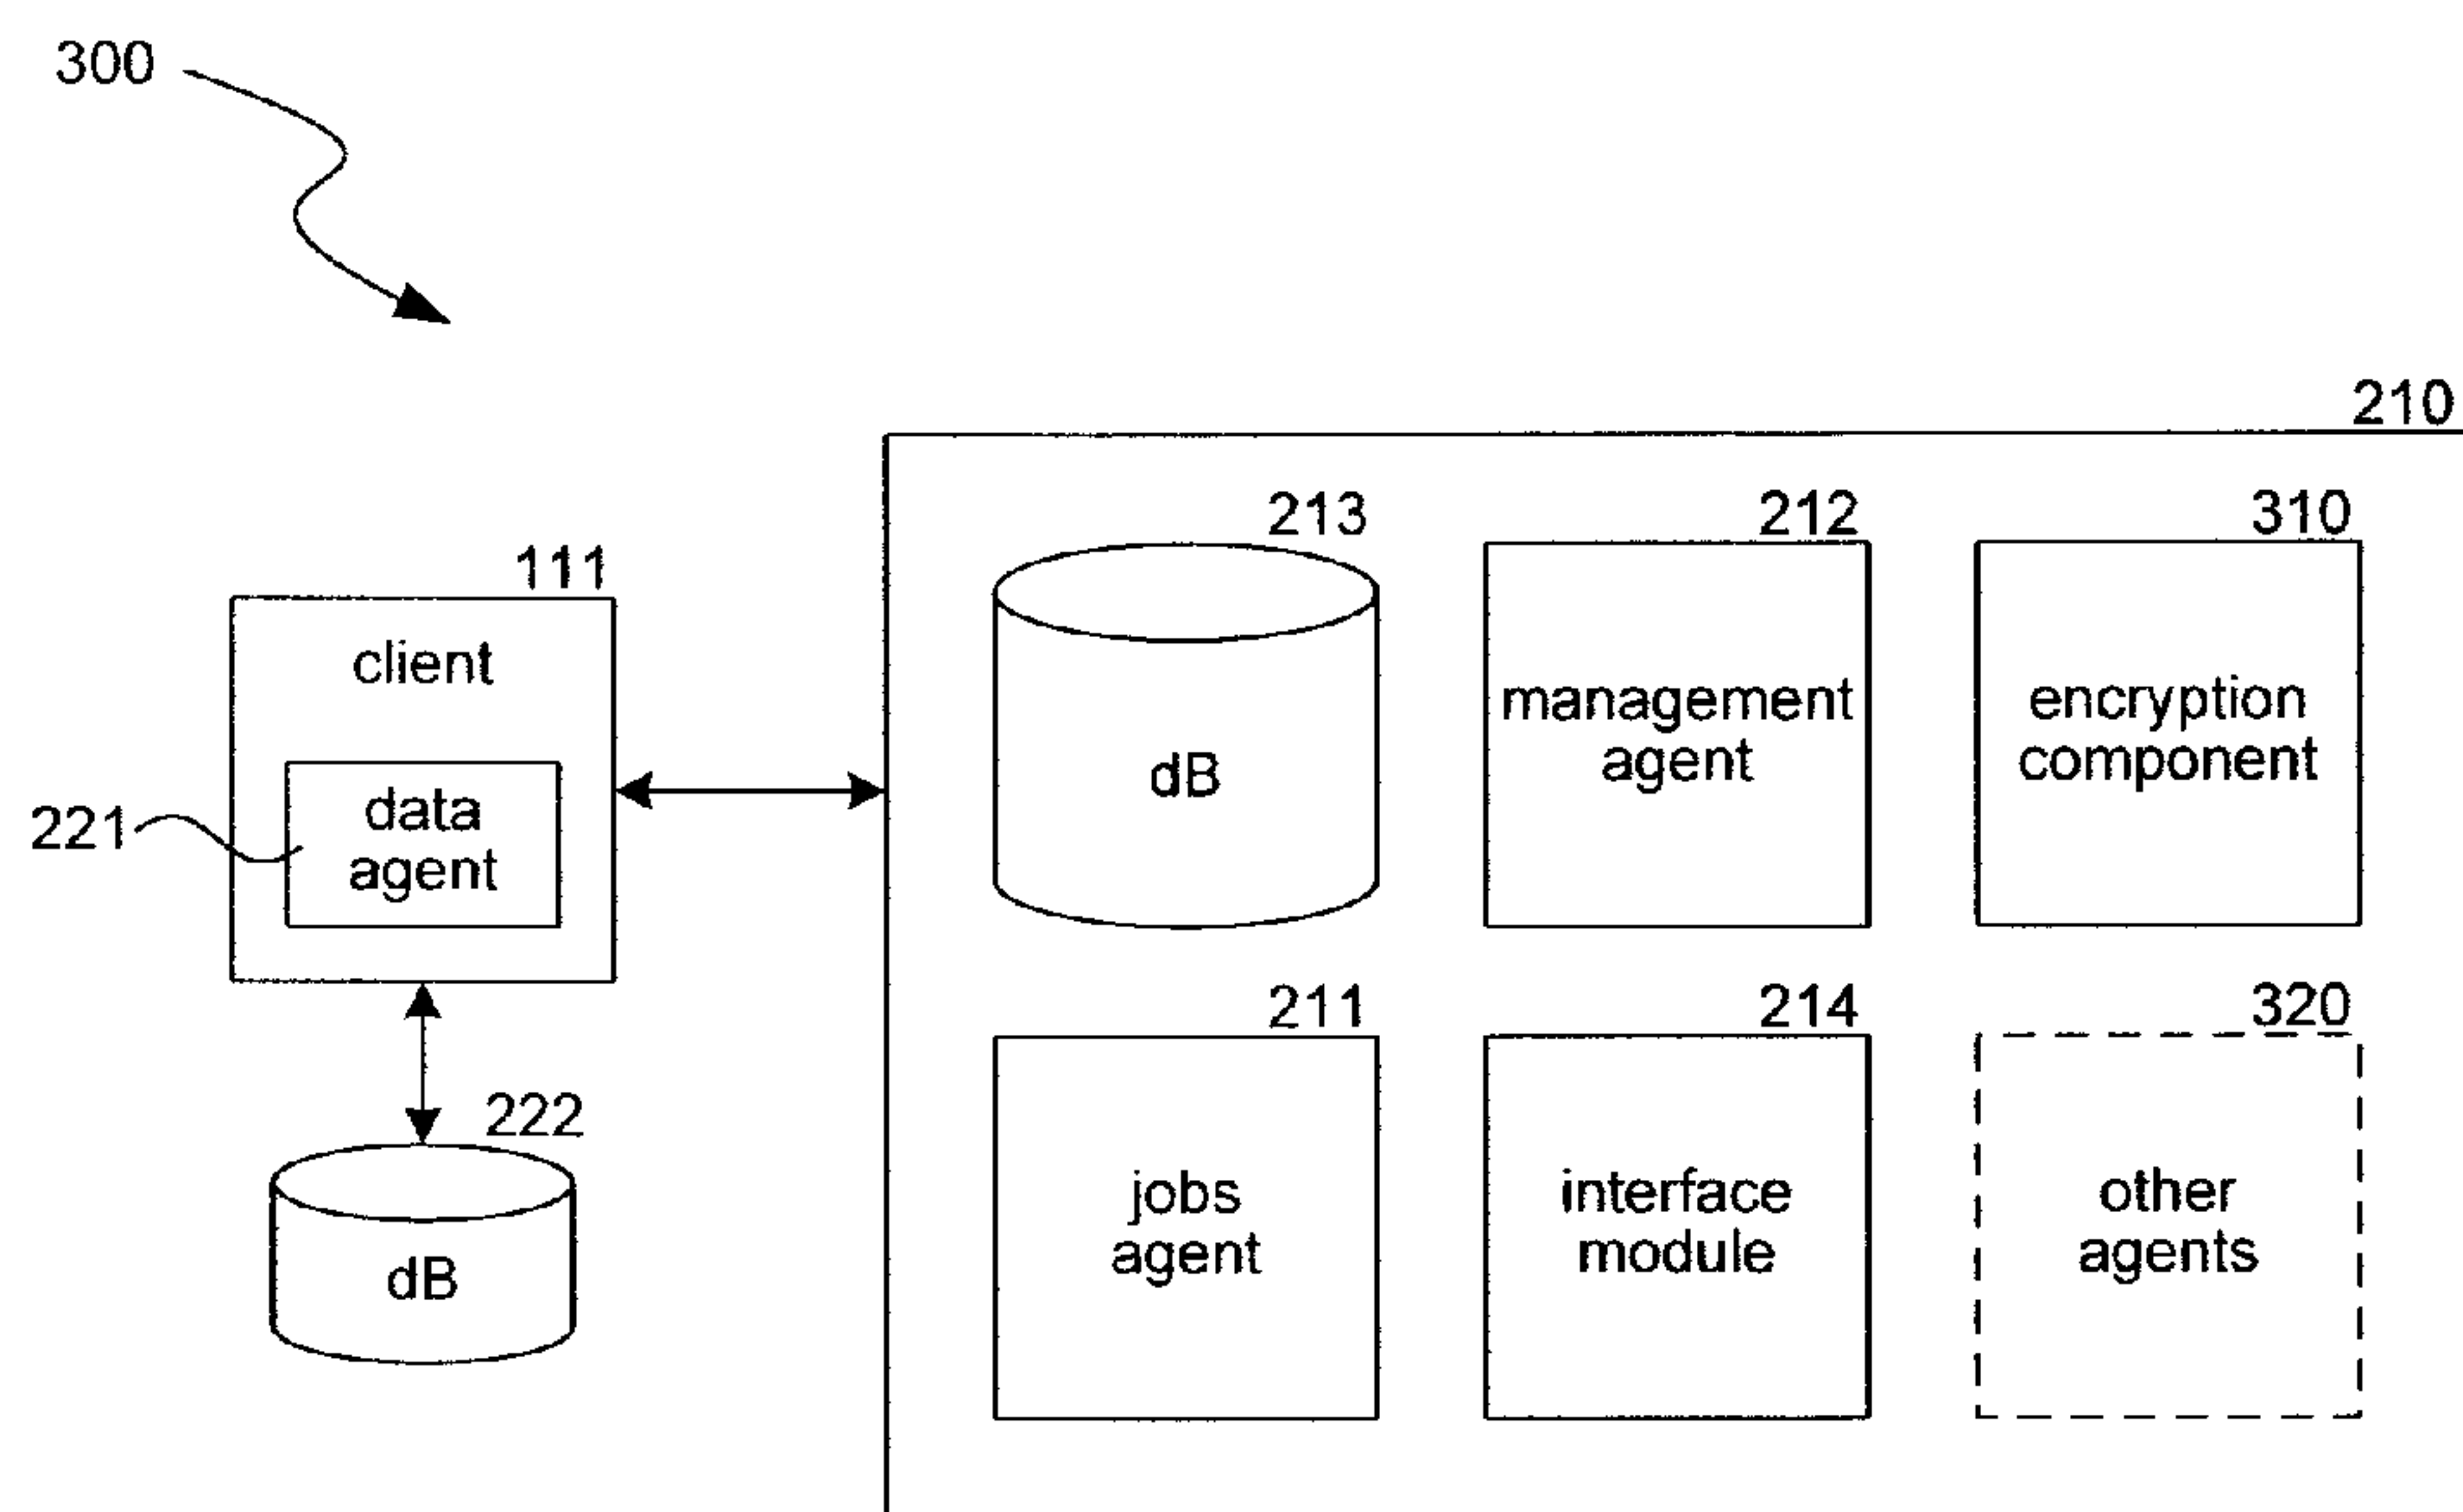 300
210
213
212
310
111
client
management
agent
encryption
component
dB
data
agent
221
211
214
320
222
jobs
agent
interface
module
other
agents
dB